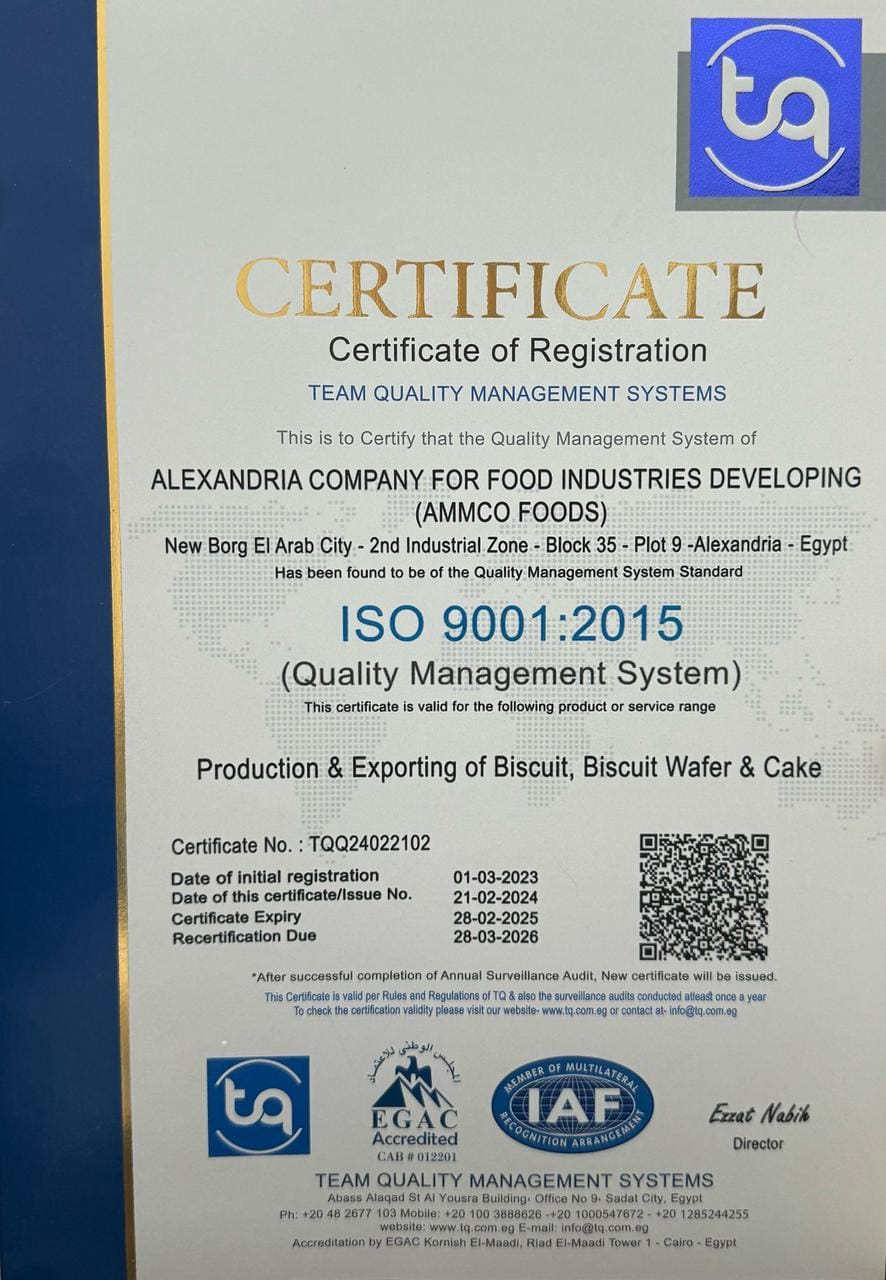 tq
CERTIFICATE
Certificate of Registration
TEAM QUALITY MANAGEMENT SYSTEMS
This is to Certify that the Quality Management System of
ALEXANDRIA COMPANY FOR FOOD INDUSTRIES DEVELOPING
(AMMCO FOODS)
New Borg El Arab City - 2nd Industrial Zone - Block 35 - Plot 9 -Alexandria - Egypt
Has been found to be of the Quality Management System Standard
ISO 9001:2015
(Quality Management System)
This certificate is valid for the following product or service range
Production & Exporting of Biscuit, Biscuit Wafer & Cake
Certificate No. : TQQ24022102
Date of initial registration 01-03-2023
Date of this certificate/Issue No. 21-02-2024
Certificate Expiry 28-02-2025
Recertification Due 28-03-2026
*After successful completion of Annual Surveillance Audit, New certificate will be issued.
This Certificate is valid per Rules and Regulations of TQ & also the surveillance audits conducted atleast once a year
To check the certification validity please visit our website- www.tq.com.eg or contact at- info@tq.com.eg
tq
المجلس الوطنى للاعتماد
EGAC
Accredited
CAB # 012201
MEMBER OF MULTILATERAL
IAF
RECOGNITION ARRANGEMENT
Ezzat Nabih
Director
TEAM QUALITY MANAGEMENT SYSTEMS
Abass Alaqad St Al Yousra Building، Office No 9، Sadat City, Egypt
Ph: +20 48 2677 103 Mobile: +20 100 3888626 -+20 1000547672 - +20 1285244255
website: www.tq.com.eg E-mail: info@tq.com.eg
Accreditation by EGAC Kornish El-Maadi, Riad El-Maadi Tower 1 - Cairo - Egypt